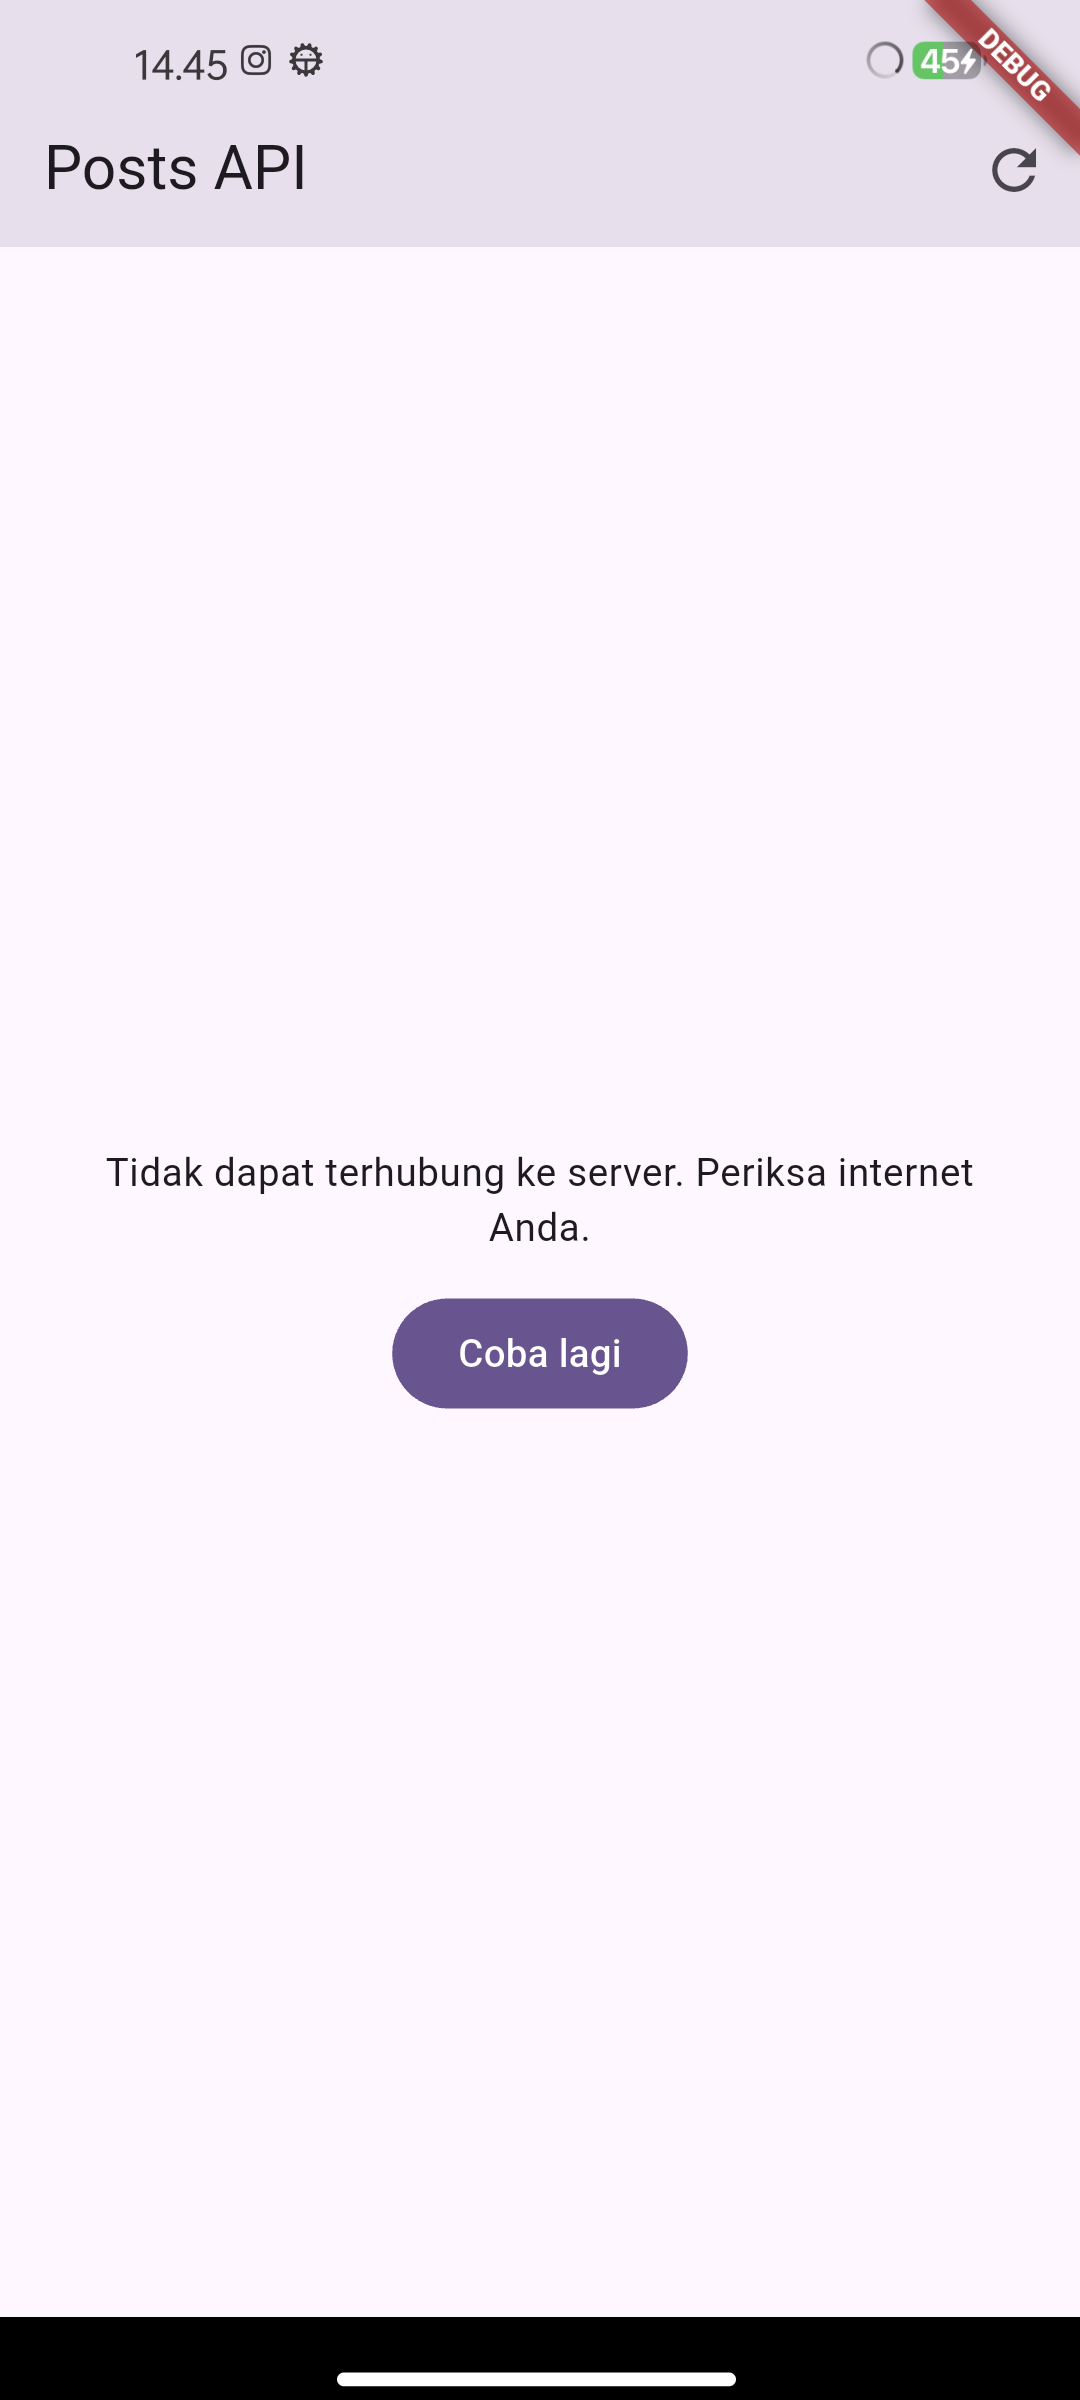 14.45
45
DEBUG
Posts API
Tidak dapat terhubung ke server. Periksa internet
Anda.
Coba lagi